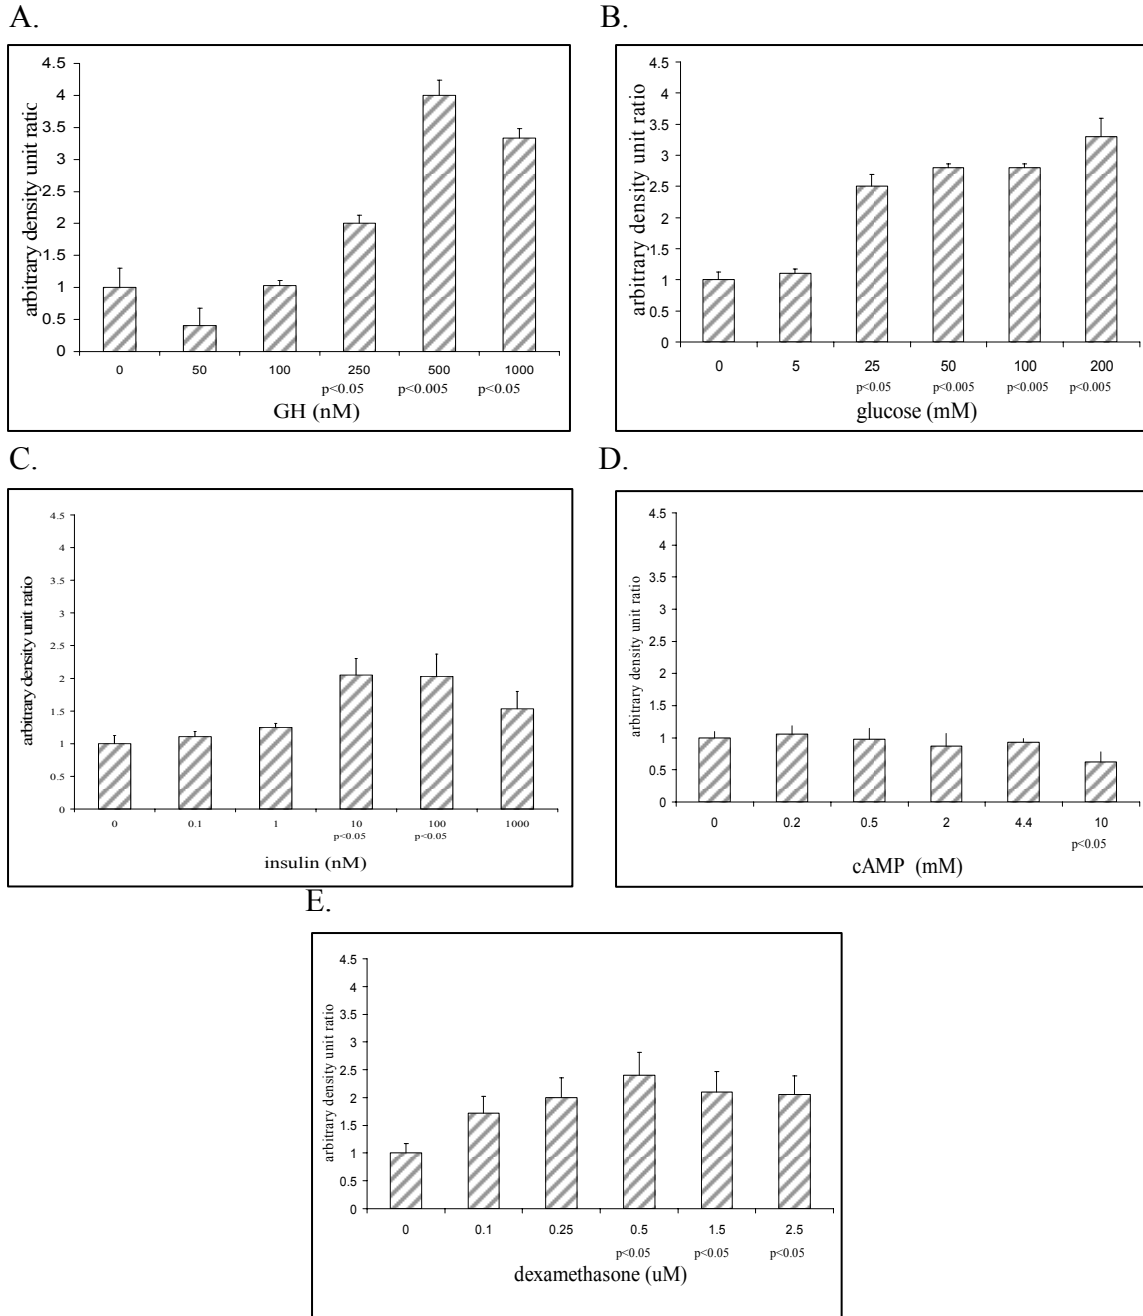 A.
4.5
4
3.5
3
2.5
2
1.5
1
0.5
0
arbitrary density unit ratic
0 50 100 250 500 1000
p<0.05 p<0.005 p<0.05
GH (nM)
B.
4.5
4
3.5
3
2.5
2
1.5
1
0.5
0
arbitrary density unit ratio
0 5 25 50 100 200
p<0.05 p<0.005 p<0.005 p<0.005
glucose (mM)
C.
4.5
4
3.5
3
2.5
2
1.5
1
0.5
0
arbitrary density unit ratio
0 0.1 1 10 100 1000
p<0.05 p<0.05
insulin (nM)
D.
4.5
4
3.5
3
2.5
2
1.5
1
0.5
0
arbitrary density unit ratio
0 0.2 0.5 2 4.4 10
p<0.05
cAMP (mM)
E.
4.5
4
3.5
3
2.5
2
1.5
1
0.5
0
arbitrary density unit ratio
0 0.1 0.25 0.5 1.5 2.5
p<0.05 p<0.05 p<0.05
dexamethasone (uM)